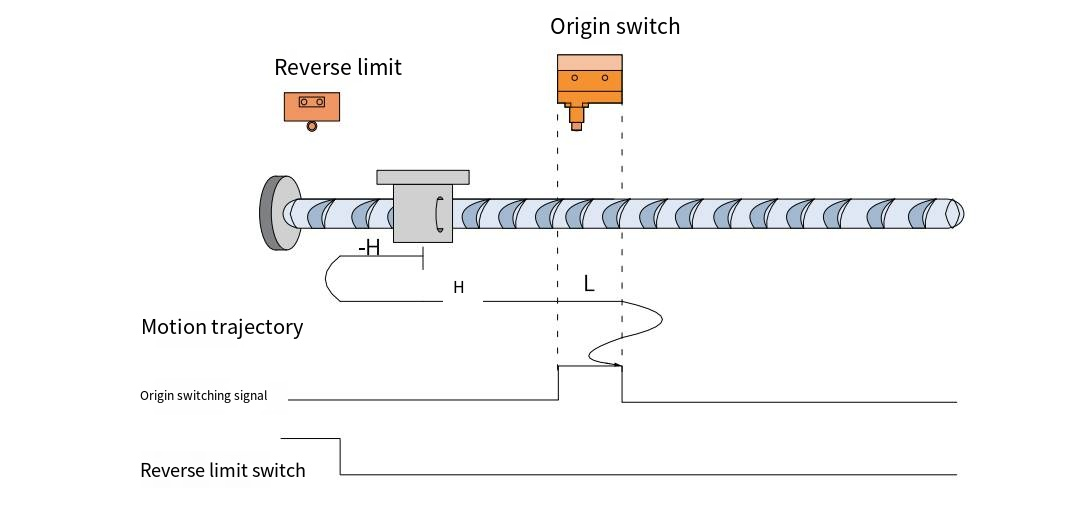 Origin switch
Reverse limit
-H
H
L
Motion trajectory
Origin switching signal
Reverse limit switch